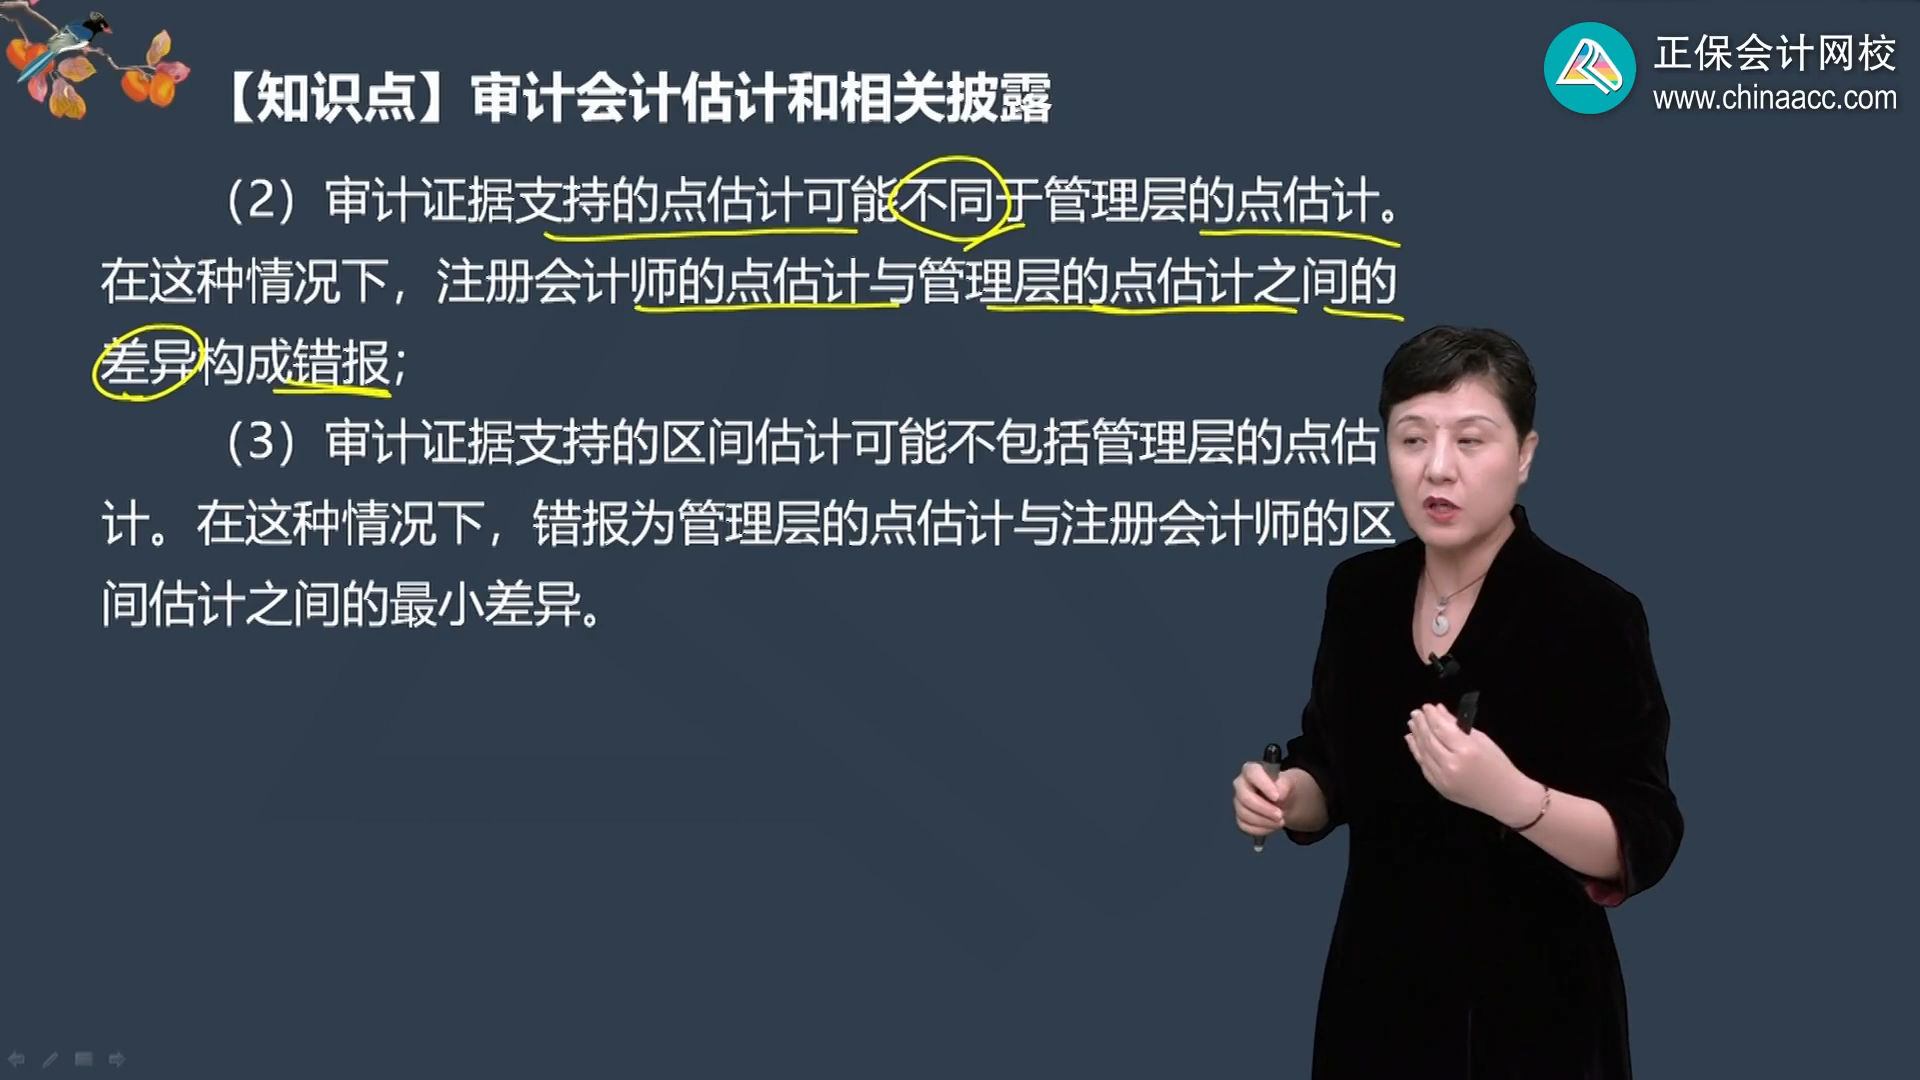 正保会计网校
www.chinaacc.com
【知识点】审计会计估计和相关披露
（2）审计证据支持的点估计可能不同于管理层的点估计。
在这种情况下，注册会计师的点估计与管理层的点估计之间的
差异构成错报；
（3）审计证据支持的区间估计可能不包括管理层的点估
计。在这种情况下，错报为管理层的点估计与注册会计师的区
间估计之间的最小差异。